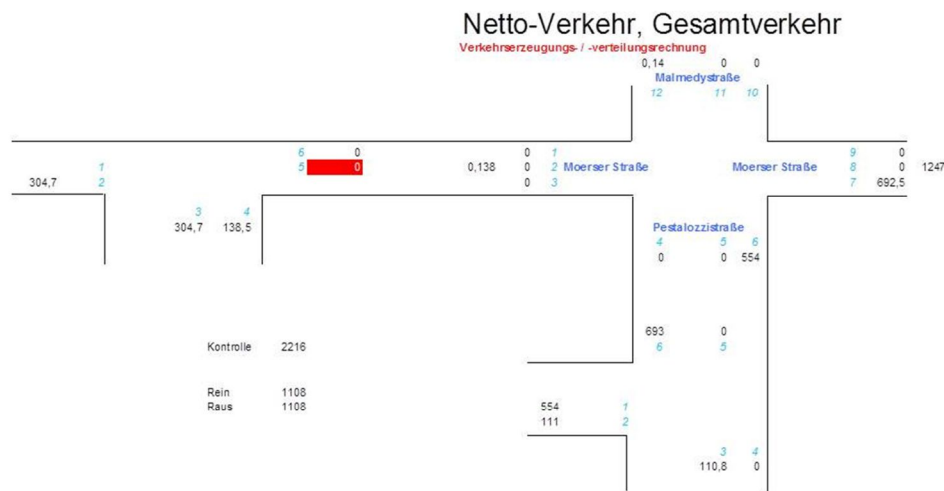 Netto-Verkehr, Gesamtverkehr
Verkehrserzeugungs- / -verteilungsrechnung
0,14 0 0
Malmedystraße
12 11 10
6 0 0 1 9 0
1 5 0 0,138 0 2 Moerser Straße Moerser Straße 8 0 1247
304,7 2 0 3 7 692,5
3 4
304,7 138,5
Pestalozzistraße
4 5 6
0 0 554
693 0
6 5
Kontrolle 2216
Rein 1108
Raus 1108
554 1
111 2
3 4
110,8 0